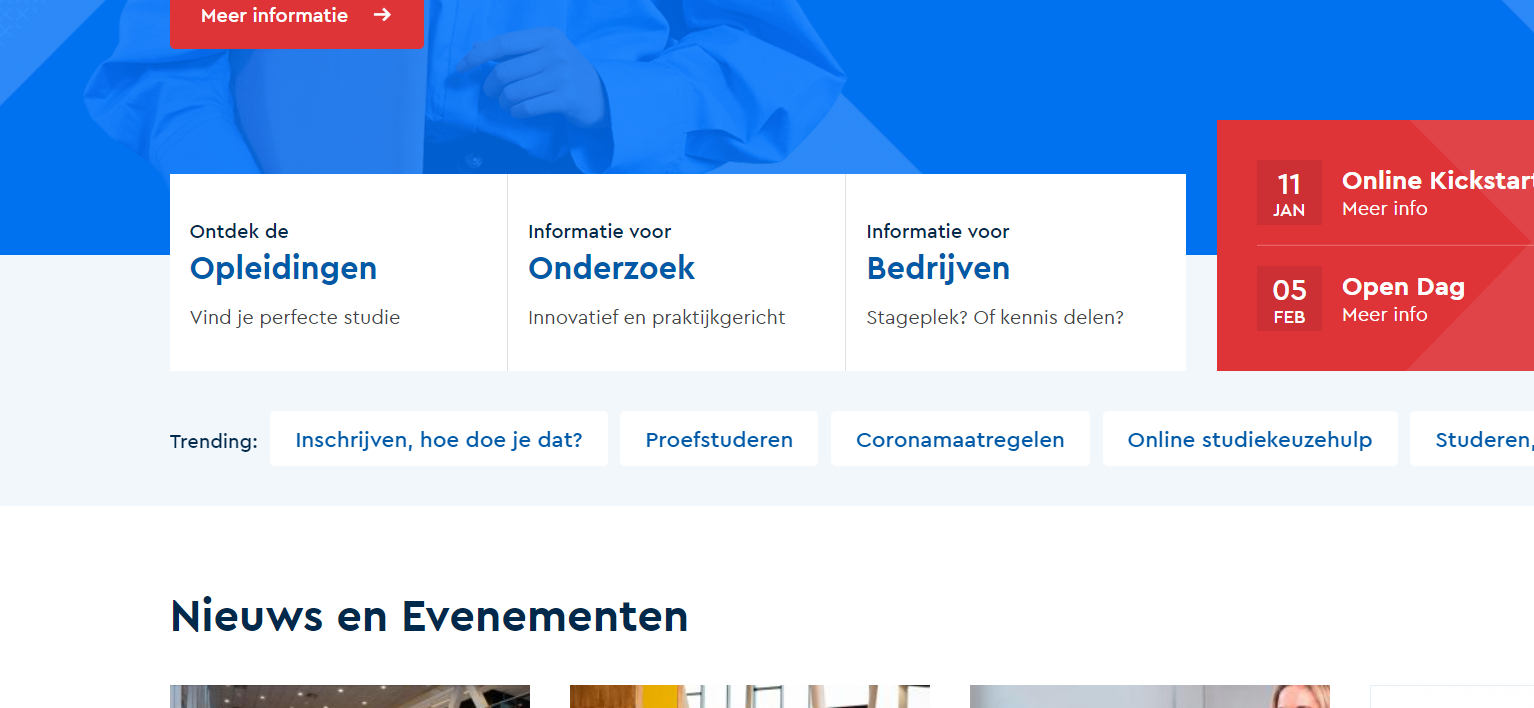 Meer informatie
11
JAN
Online Kickstart
Meer info
05
FEB
Open Dag
Meer info
Ontdek de
Opleidingen
Vind je perfecte studie
Informatie voor
Onderzoek
Innovatief en praktijkgericht
Informatie voor
Bedrijven
Stageplek? Of kennis delen?
Trending:
Inschrijven, hoe doe je dat?
Proefstuderen
Coronamaatregelen
Online studiekeuzehulp
Studeren,
Nieuws en Evenementen